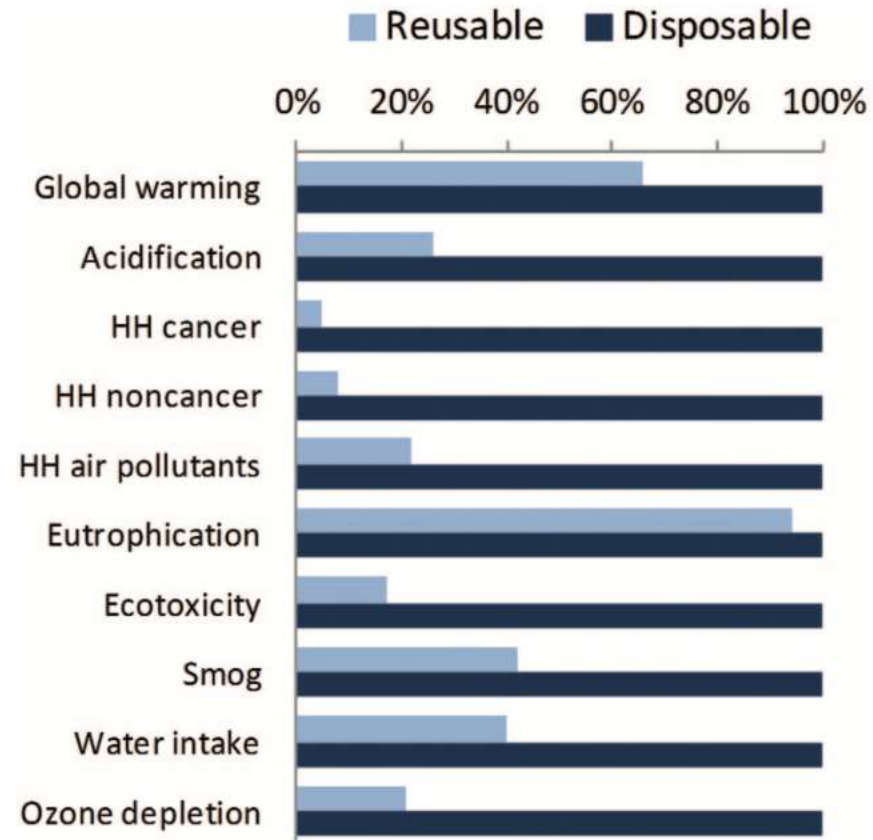 Reusable Disposable
0% 20% 40% 60% 80% 100%
Global warming
Acidification
HH cancer
HH noncancer
HH air pollutants
Eutrophication
Ecotoxicity
Smog
Water intake
Ozone depletion